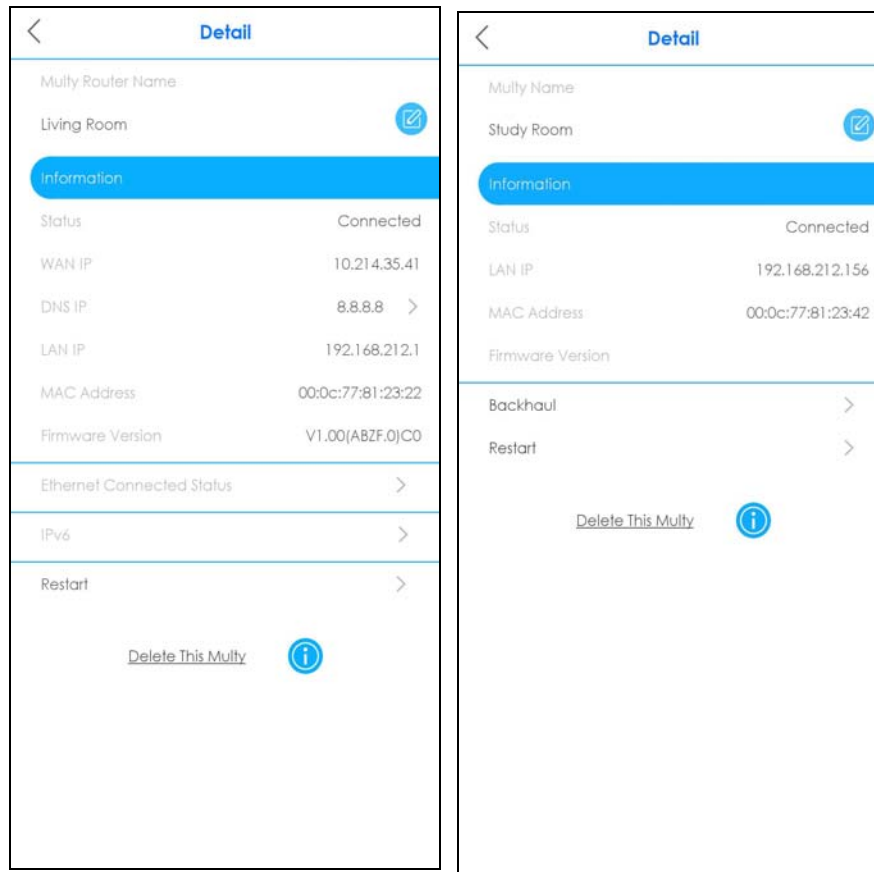 Detail
Multy Router Name
Living Room
Information
Status Connected
WAN IP 10.214.35.41
DNS IP 8.8.8.8 >
LAN IP 192.168.212.1
MAC Address 00:0c:77:81:23:22
Firmware Version V1.00(ABZF.0)C0
Ethernet Connected Status >
IPv6 >
Restart >
Delete This Multy
Detail
Multy Name
Study Room
Information
Status Connected
LAN IP 192.168.212.156
MAC Address 00:0c:77:81:23:42
Firmware Version
Backhaul >
Restart >
Delete This Multy